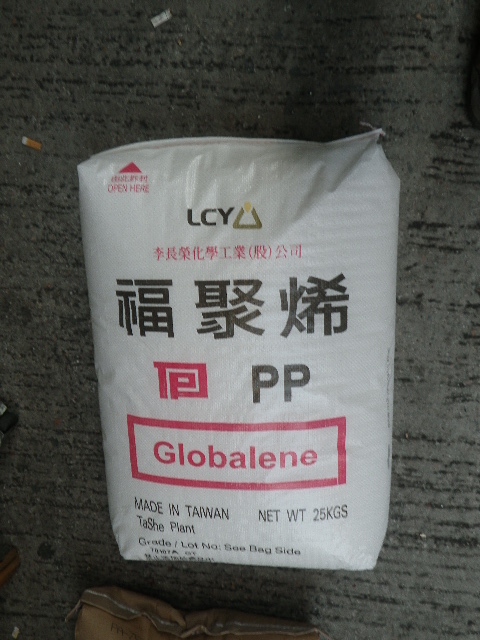 OPEN HERE
LCY
李長榮化學工業(股)公司
福聚烯
PP
Globalene
MADE IN TAIWAN NET WT 25KGS
TaShe Plant
Grade / Lot No: See Bag Side